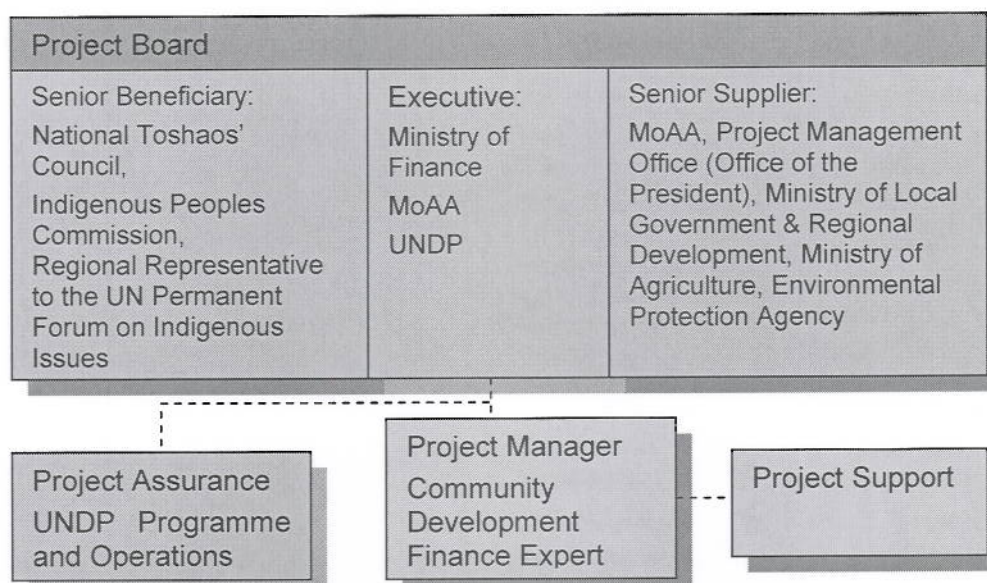 Project Board
Senior Beneficiary:
National Toshaos'
Council,
Indigenous Peoples
Commission,
Regional Representative
to the UN Permanent
Forum on Indigenous
Issues
Executive:
Ministry of
Finance
MoAA
UNDP
Senior Supplier:
MoAA, Project Management
Office (Office of the
President), Ministry of Local
Government & Regional
Development, Ministry of
Agriculture, Environmental
Protection Agency
Project Assurance
UNDP Programme
and Operations
Project Manager
Community
Development
Finance Expert
Project Support